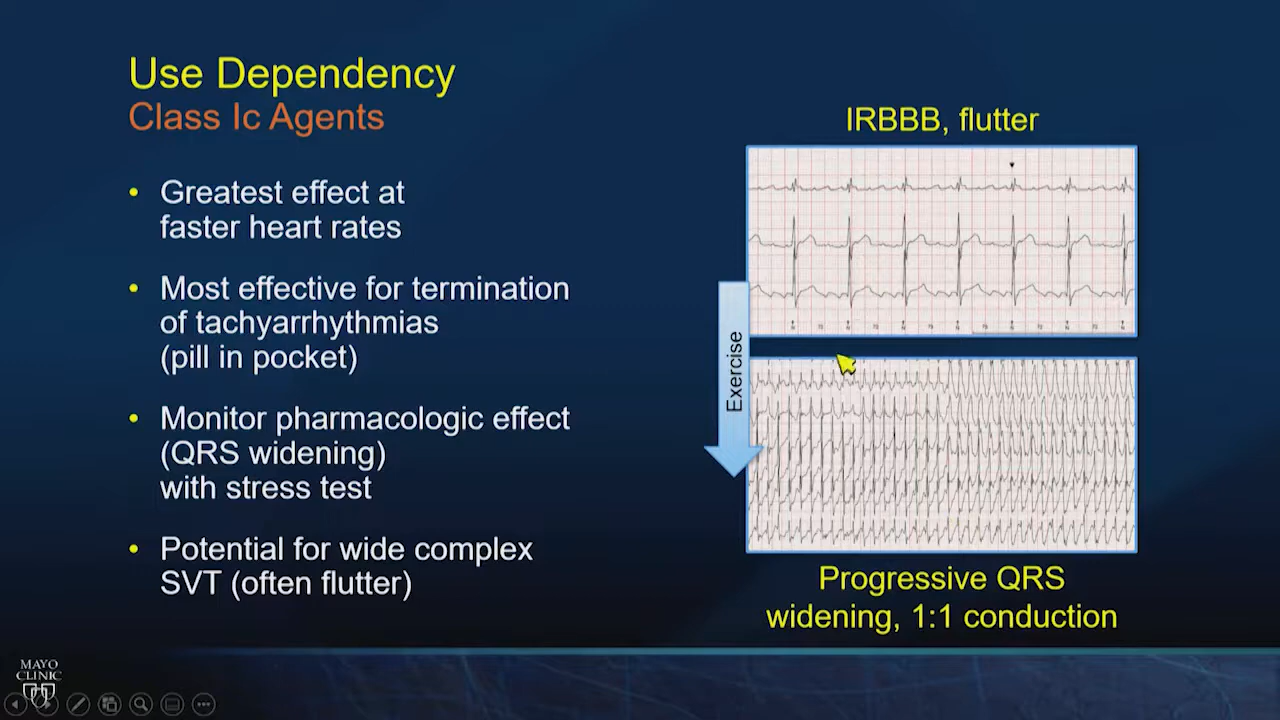 Use Dependency
Class Ic Agents
• Greatest effect at
faster heart rates
• Most effective for termination
of tachyarrhythmias
(pill in pocket)
• Monitor pharmacologic effect
(QRS widening)
with stress test
• Potential for wide complex
SVT (often flutter)
IRBBB, flutter
Exercise
Progressive QRS
widening, 1:1 conduction
MAYO
CLINIC